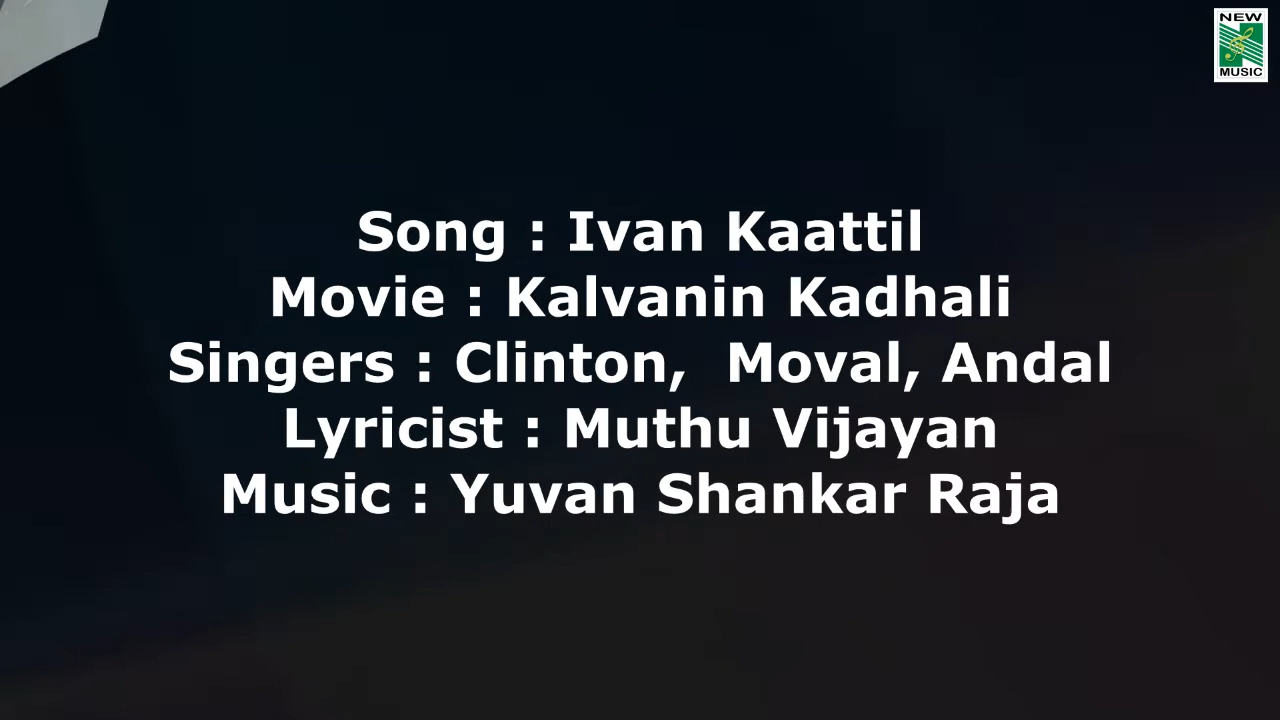 NEW
MUSIC
Song : Ivan Kaattil
Movie : Kalvanin Kadhali
Singers : Clinton,  Moval, Andal
Lyricist : Muthu Vijayan
Music : Yuvan Shankar Raja